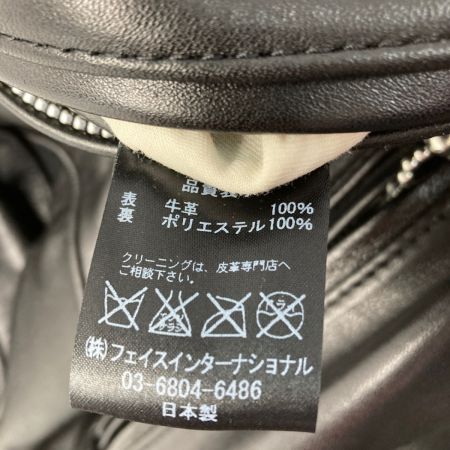 品質表示
表 牛革 100%
裏 ポリエステル 100%
クリーニングは、皮革専門店へ
ご相談下さい。
㈱フェイスインターナショナル
03-6804-6486
日本製